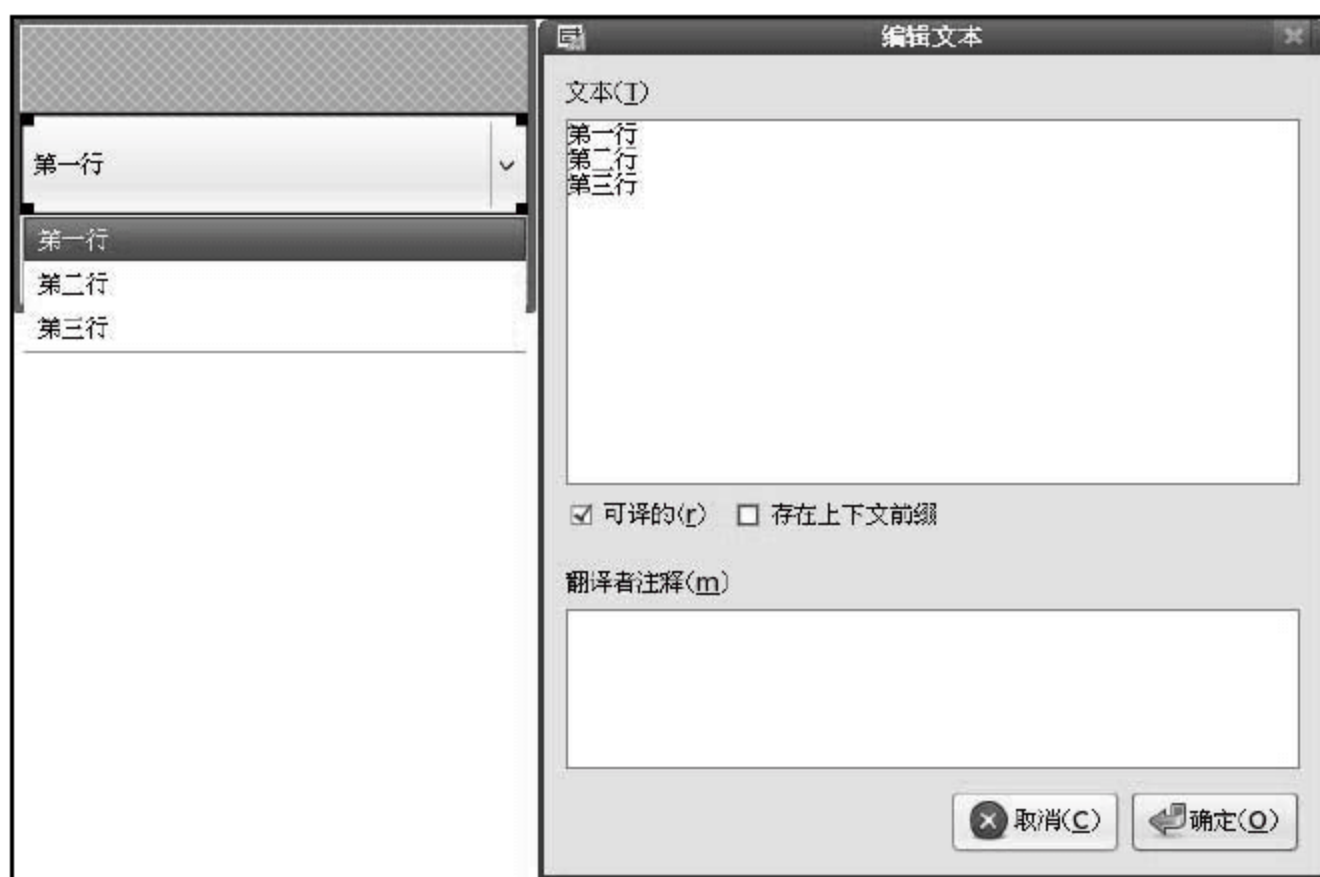 第一行
第一行
第二行
第三行
编辑文本
文本(T)
第一行
第二行
第三行
可译的(r) 存在上下文前缀
翻译者注释(m)
取消(C) 确定(O)